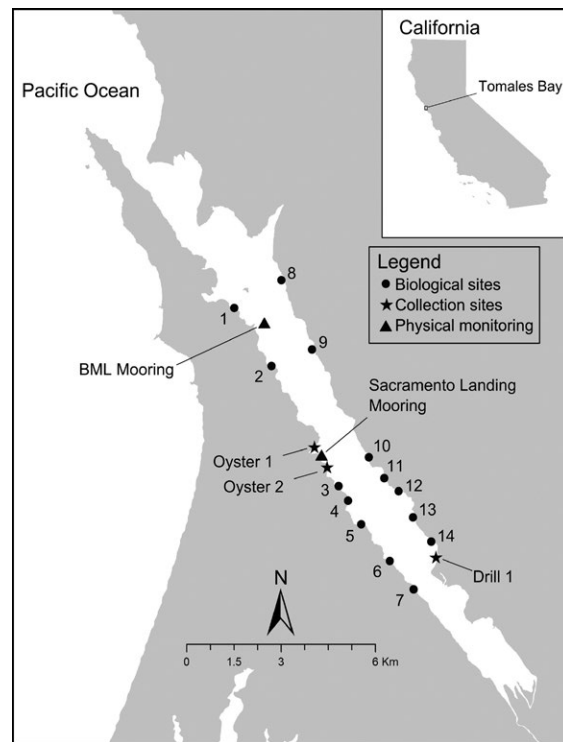 California
Pacific Ocean
Tomales Bay
Legend
Biological sites
Collection sites
Physical monitoring
8
1
BML Mooring
9
2
Sacramento Landing
Mooring
Oyster 1
10
Oyster 2
11
3
12
4
13
5
14
6
Drill 1
7
N
0 1.5 3 6 Km